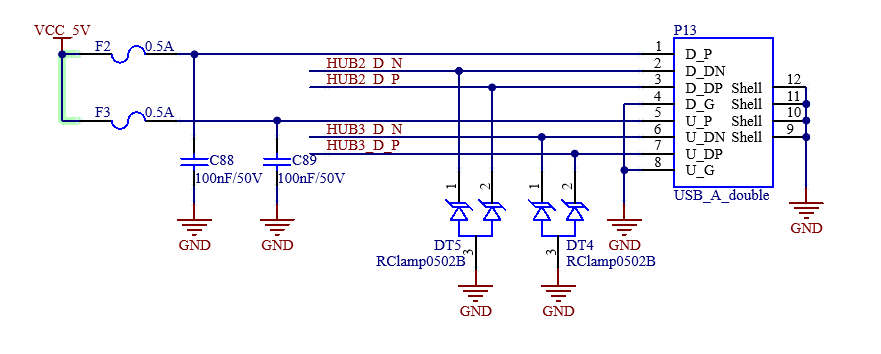 P13
VCC_5V
F2 0.5A
1 D_P
HUB2_D_N 2 D_DN
HUB2_D_P 3 D_DP Shell 12
4 D_G Shell 11
F3 0.5A 5 U_P Shell 10
HUB3_D_N 6 U_DN Shell 9
HUB3_D_P 7 U_DP
C88 C89 8 U_G
100nF/50V 100nF/50V
1 2 1 2
USB_A_double
GND
GND GND DT5 DT4 GND
3 3
RClamp0502B RClamp0502B
GND GND